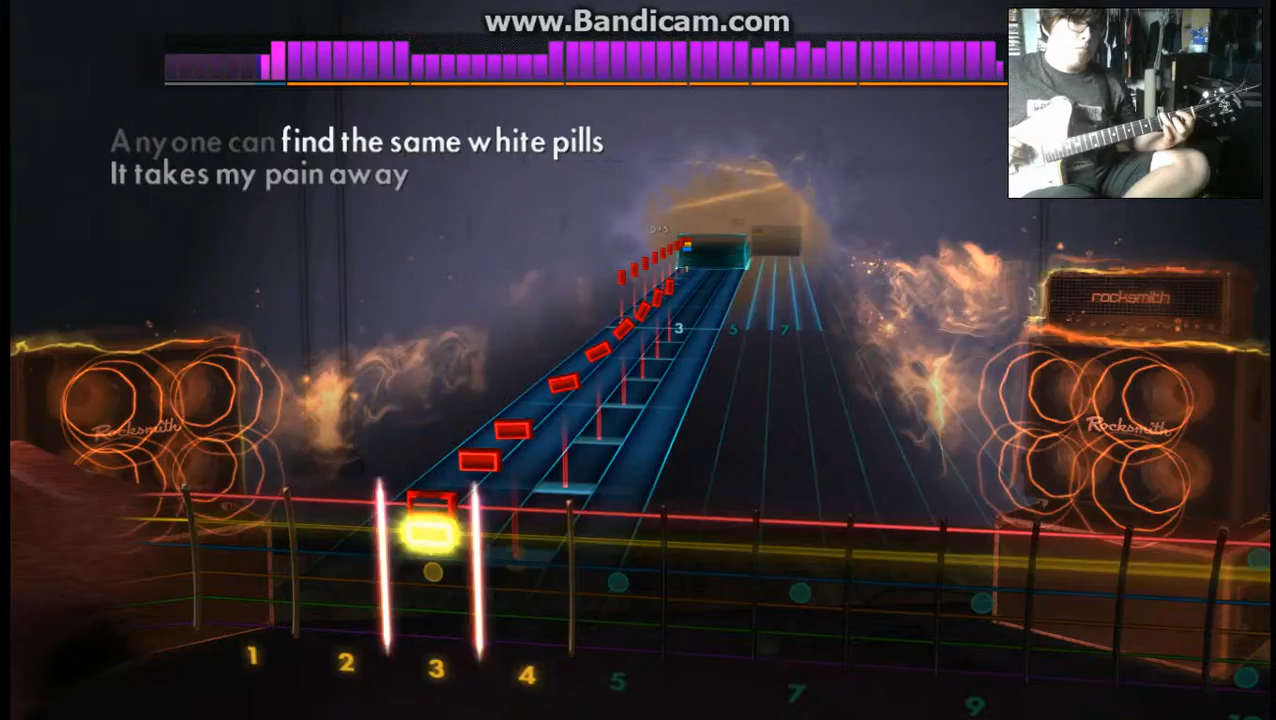 www.Bandicam.com
Anyone can find the same white pills
It takes my pain away
D+5
rocksmith
3 5 7
Rocksmith
Rocksmith
1 2 3 4 5 7 9